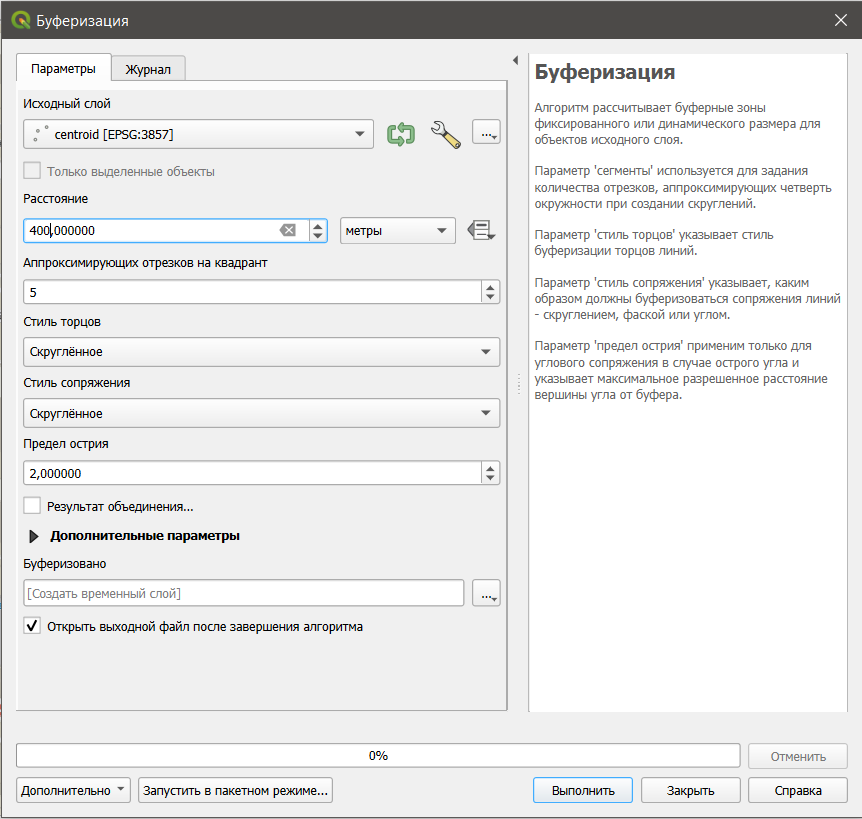 Буферизация
Параметры
Журнал
Исходный слой
centroid [EPSG:3857]
...
Только выделенные объекты
Расстояние
400,000000
метры
Аппроксимирующих отрезков на квадрант
5
Стиль торцов
Скруглённое
Стиль сопряжения
Скруглённое
Предел острия
2,000000
Результат объединения...
Дополнительные параметры
Буферизовано
[Создать временный слой]
...
Открыть выходной файл после завершения алгоритма
Буферизация
Алгоритм рассчитывает буферные зоны
фиксированного или динамического размера для
объектов исходного слоя.
Параметр 'сегменты' используется для задания
количества отрезков, аппроксимирующих четверть
окружности при создании скруглений.
Параметр 'стиль торцов' указывает стиль
буферизации торцов линий.
Параметр 'стиль сопряжения' указывает, каким
образом должны буферизоваться сопряжения линий
- скруглением, фаской или углом.
Параметр 'предел острия' применим только для
углового сопряжения в случае острого угла и
указывает максимальное разрешенное расстояние
вершины угла от буфера.
0%
Отменить
Дополнительно
Запустить в пакетном режиме...
Выполнить
Закрыть
Справка